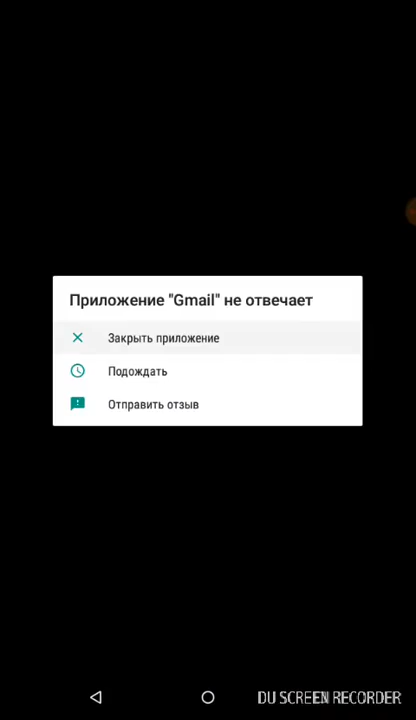 Приложение "Gmail" не отвечает
Закрыть приложение
Подождать
Отправить отзыв
DU SCREEN RECORDER